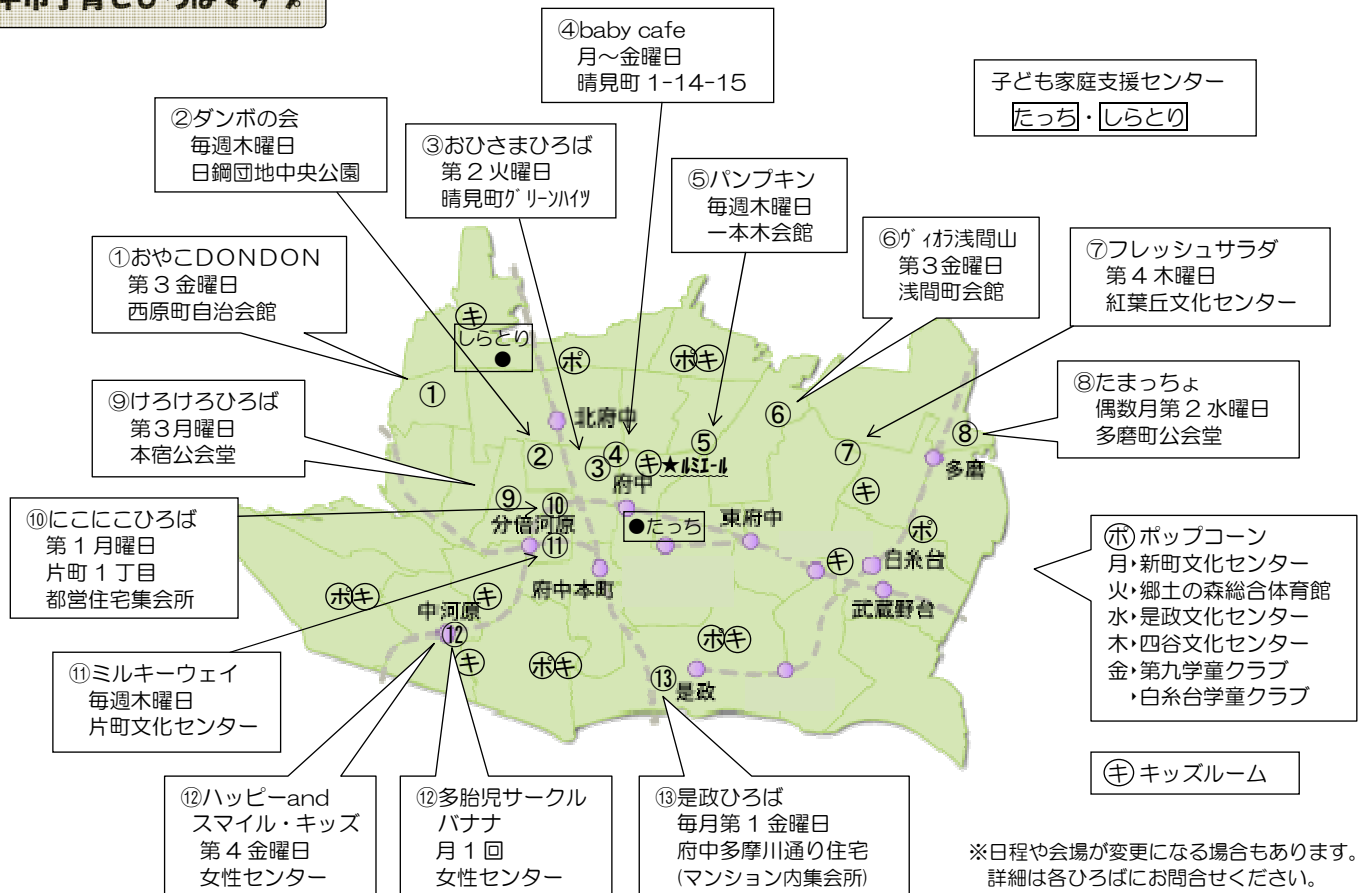 子育てひろばマップ
④baby cafe
月～金曜日
晴見町 1-14-15
子ども家庭支援センター
たっち・しらとり
②ダンボの会
毎週木曜日
日鋼団地中央公園
③おひさまひろば
第２火曜日
晴見町ｸﾞﾘｰﾝﾊｲﾂ
⑤パンプキン
毎週木曜日
一本木会館
⑥ｳﾞｨｵﾗ浅間山
第３金曜日
浅間町会館
⑦フレッシュサラダ
第４木曜日
紅葉丘文化センター
①おやこＤＯＮＤＯＮ
第３金曜日
西原町自治会館
⑧たまっちょ
偶数月第２水曜日
多磨町公会堂
⑨けろけろひろば
第３月曜日
本宿公会堂
⑩にこにこひろば
第１月曜日
片町１丁目
都営住宅集会所
⑪ミルキーウェイ
毎週木曜日
片町文化センター
㋖
しらとり
●
㋭
㋭㋖
①
北府中
②
③
④
㋖
★ﾙﾐｴｰﾙ
⑤
⑥
⑦
⑧
多磨
㋖
府中
⑨
⑩
分倍河原
⑪
●たっち
東府中
㋭
㋖
白糸台
府中本町
武蔵野台
㋭㋖
中河原
㋖
⑫
㋖
㋭㋖
㋭㋖
⑬
是政
㋭ポップコーン
月▸新町文化センター
火▸郷土の森総合体育館
水▸是政文化センター
木▸四谷文化センター
金▸第九学童クラブ
▸白糸台学童クラブ
㋖キッズルーム
⑫ハッピーand
スマイル・キッズ
第４金曜日
女性センター
⑫多胎児サークル
バナナ
月１回
女性センター
⑬是政ひろば
毎月第１金曜日
府中多摩川通り住宅
(マンション内集会所)
※日程や会場が変更になる場合もあります。
詳細は各ひろばにお問合せください。